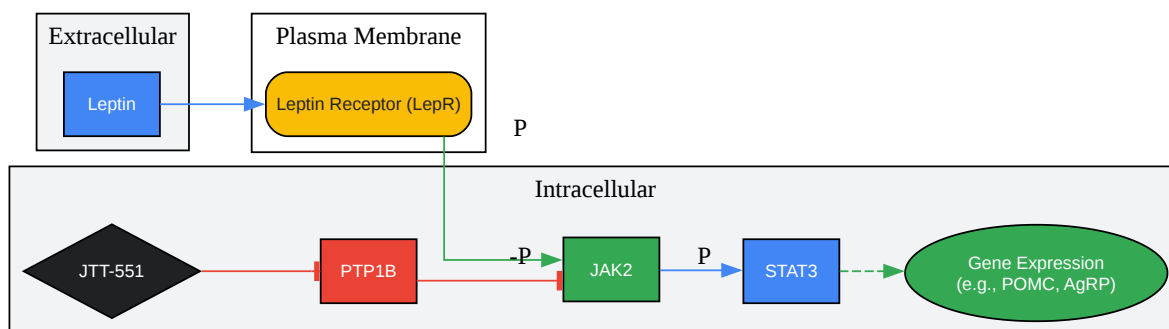 Extracellular
Plasma Membrane
Leptin
Leptin Receptor (LepR)
P
Intracellular
JTT-551
PTP1B
-P
JAK2
P
STAT3
Gene Expression
(e.g., POMC, AgRP)